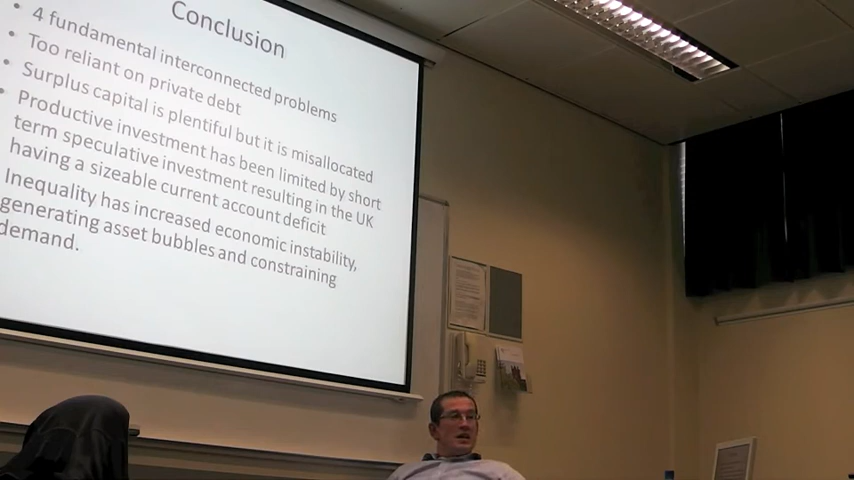 Conclusion
• 4 fundamental interconnected problems
• Too reliant on private debt
• Surplus capital is plentiful but it is misallocated
• Productive investment has been limited by short
term speculative investment resulting in the UK
having a sizeable current account deficit
Inequality has increased economic instability,
generating asset bubbles and constraining
demand.